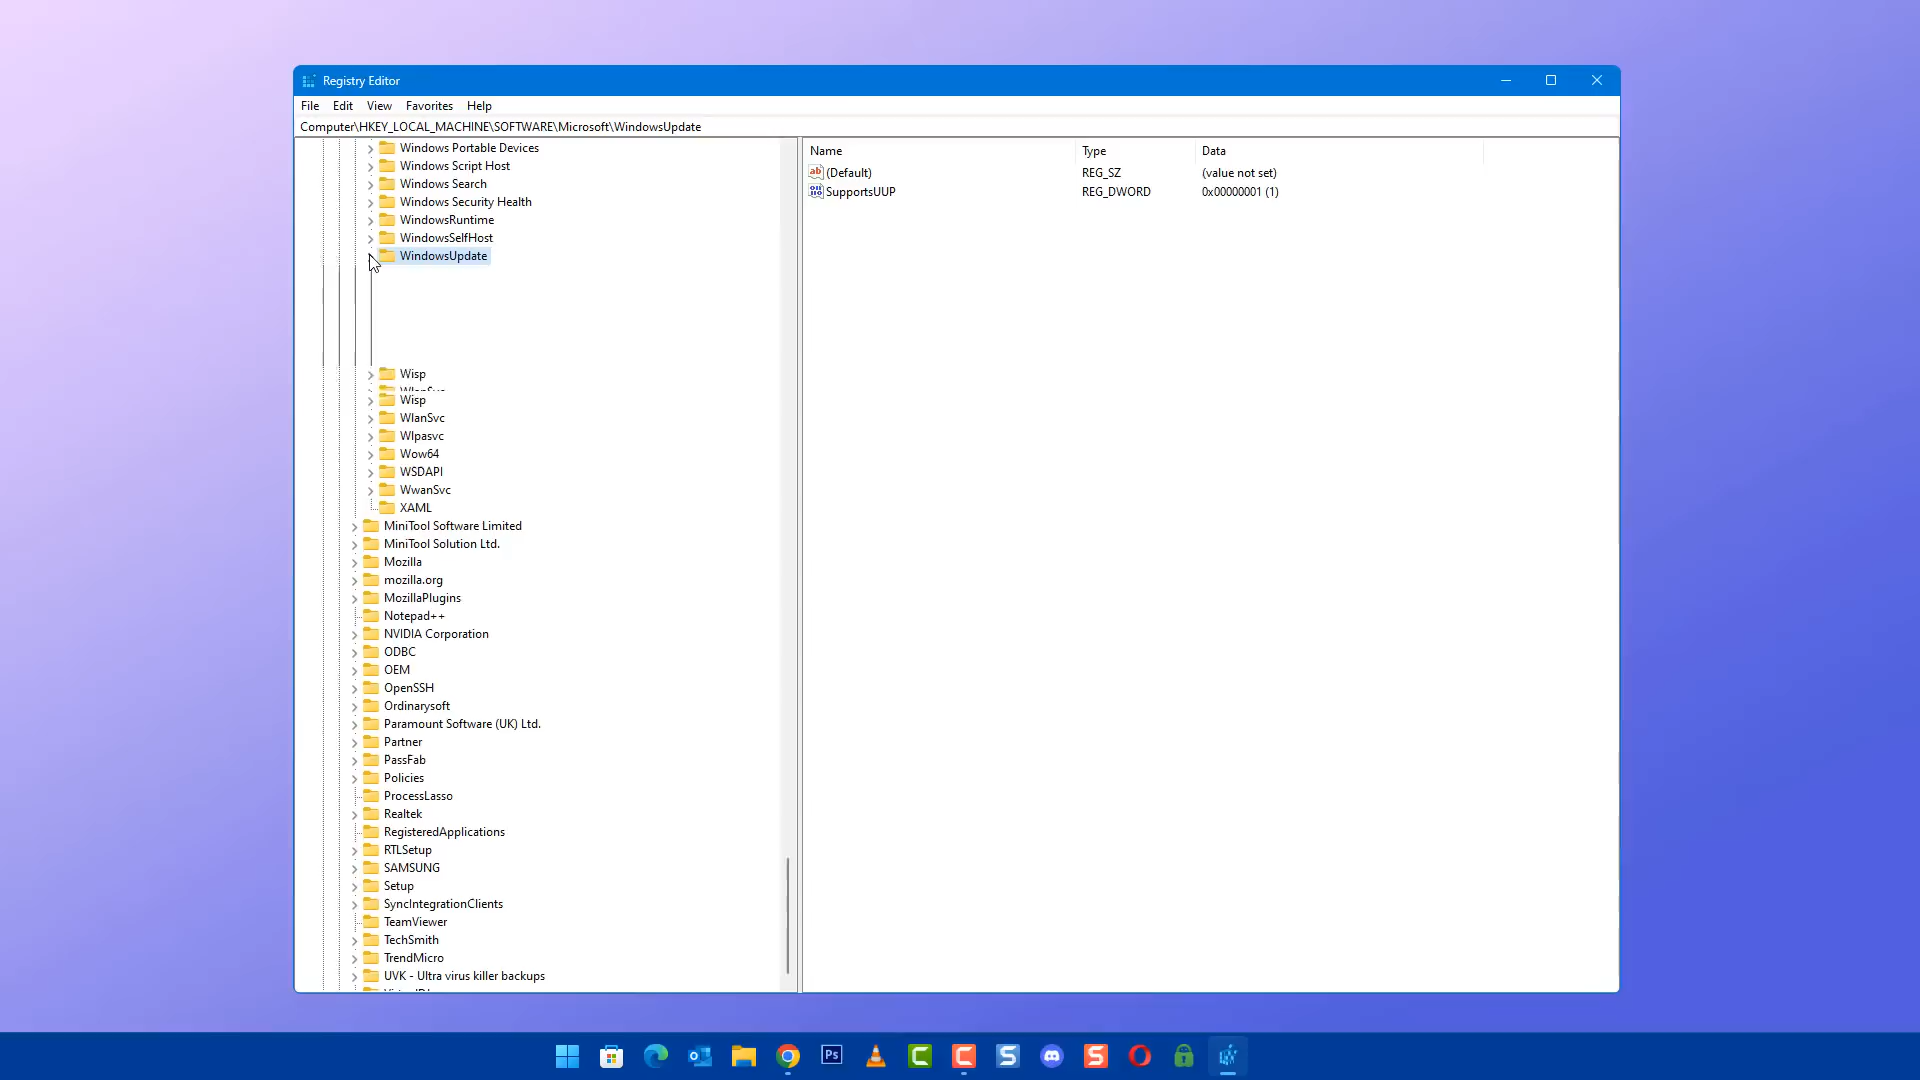 Registry Editor
File Edit View Favorites Help
Computer\HKEY_LOCAL_MACHINE\SOFTWARE\Microsoft\WindowsUpdate
Windows Portable Devices
Windows Script Host
Windows Search
Windows Security Health
WindowsRuntime
WindowsSelfHost
WindowsUpdate
Wisp
Wisp
WlanSvc
Wlpasvc
Wow64
WSDAPI
WwanSvc
XAML
MiniTool Software Limited
MiniTool Solution Ltd.
Mozilla
mozilla.org
MozillaPlugins
Notepad++
NVIDIA Corporation
ODBC
OEM
OpenSSH
Ordinarysoft
Paramount Software (UK) Ltd.
Partner
PassFab
Policies
ProcessLasso
Realtek
RegisteredApplications
RTLSetup
SAMSUNG
Setup
SyncIntegrationClients
TeamViewer
TechSmith
TrendMicro
UVK - Ultra virus killer backups
Name Type Data
(Default) REG_SZ (value not set)
SupportsUUP REG_DWORD 0x00000001 (1)
Ps